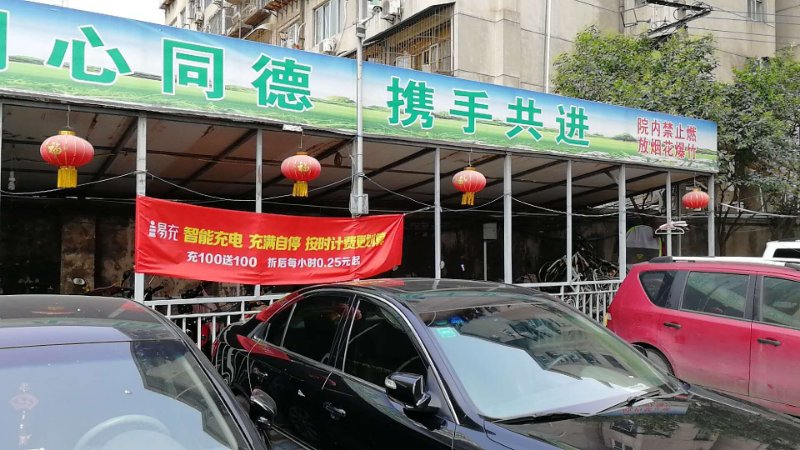 同心同德 携手共进
院内禁止燃
放烟花爆竹
易充 智能充电 充满自停 按时计费更划算
充100送100 折后每小时0.25元起